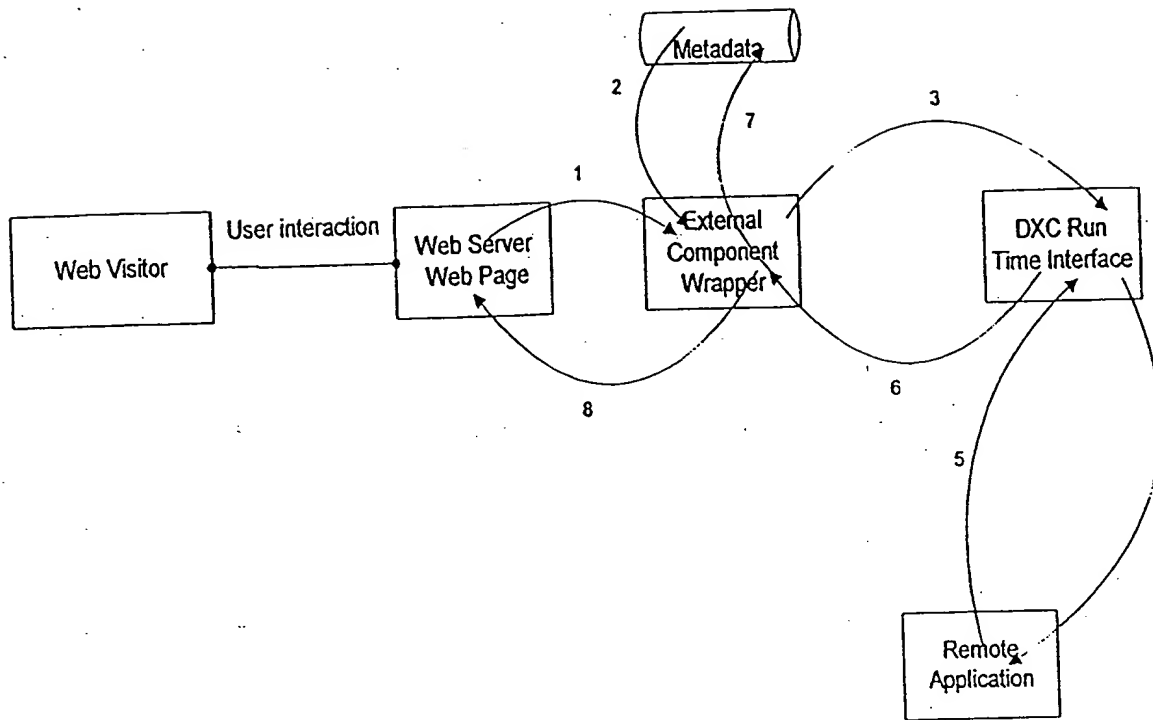 Metadata
2
7
3
1
User interaction
Web Visitor
Web Server
Web Page
External
Component
Wrapper
DXC Run
Time Interface
6
8
5
Remote
Application